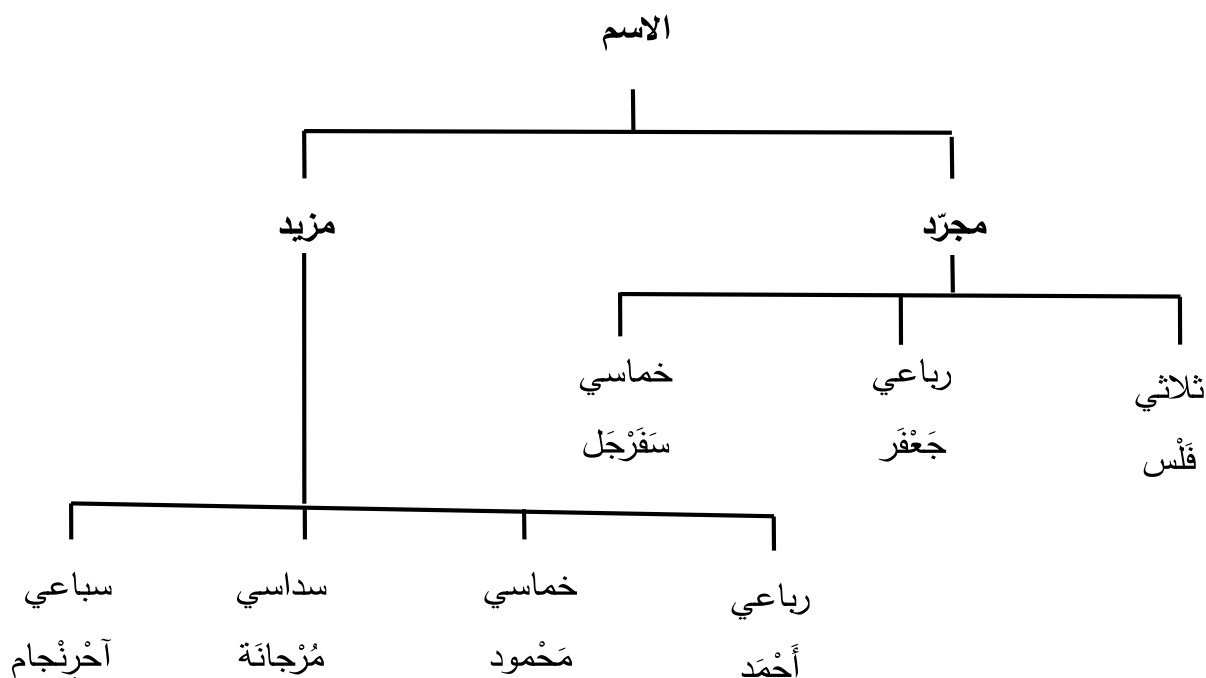 الاسم
مجرّد
مزيد
ثلاثي
رباعي
خماسي
فَلْس
جَعْفَر
سَفَرْجَل
رباعي
خماسي
سداسي
سباعي
أَحْمَد
مَحْمود
مُرْجانَة
آحْرِنْجام